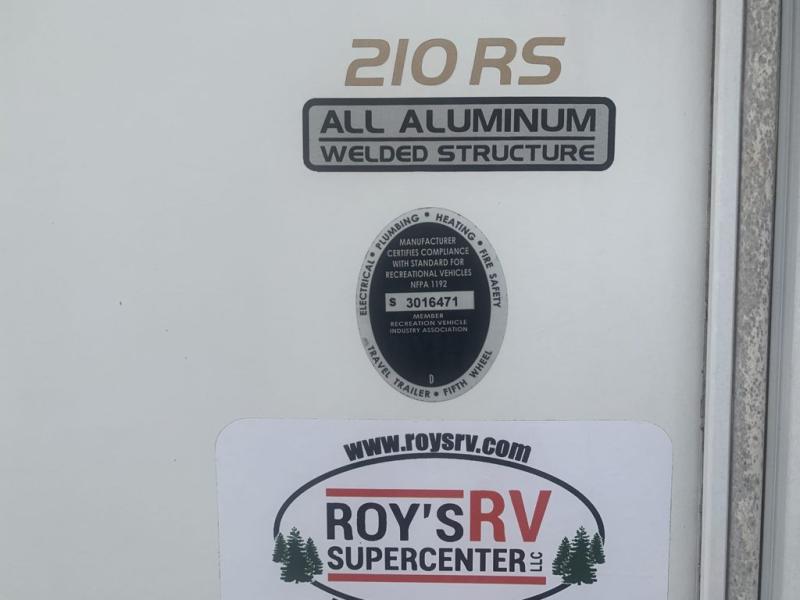 210 RS
ALL ALUMINUM
WELDED STRUCTURE
ELECTRICAL • PLUMBING • HEATING • FIRE SAFETY
MANUFACTURER
CERTIFIES COMPLIANCE
WITH STANDARD FOR
RECREATIONAL VEHICLES
NFPA 1192
S 3016471
MEMBER
RECREATION VEHICLE
INDUSTRY ASSOCIATION
D
TRAVEL TRAILER • FIFTH WHEEL
www.roysrv.com
ROY'S RV
SUPERCENTER LLC